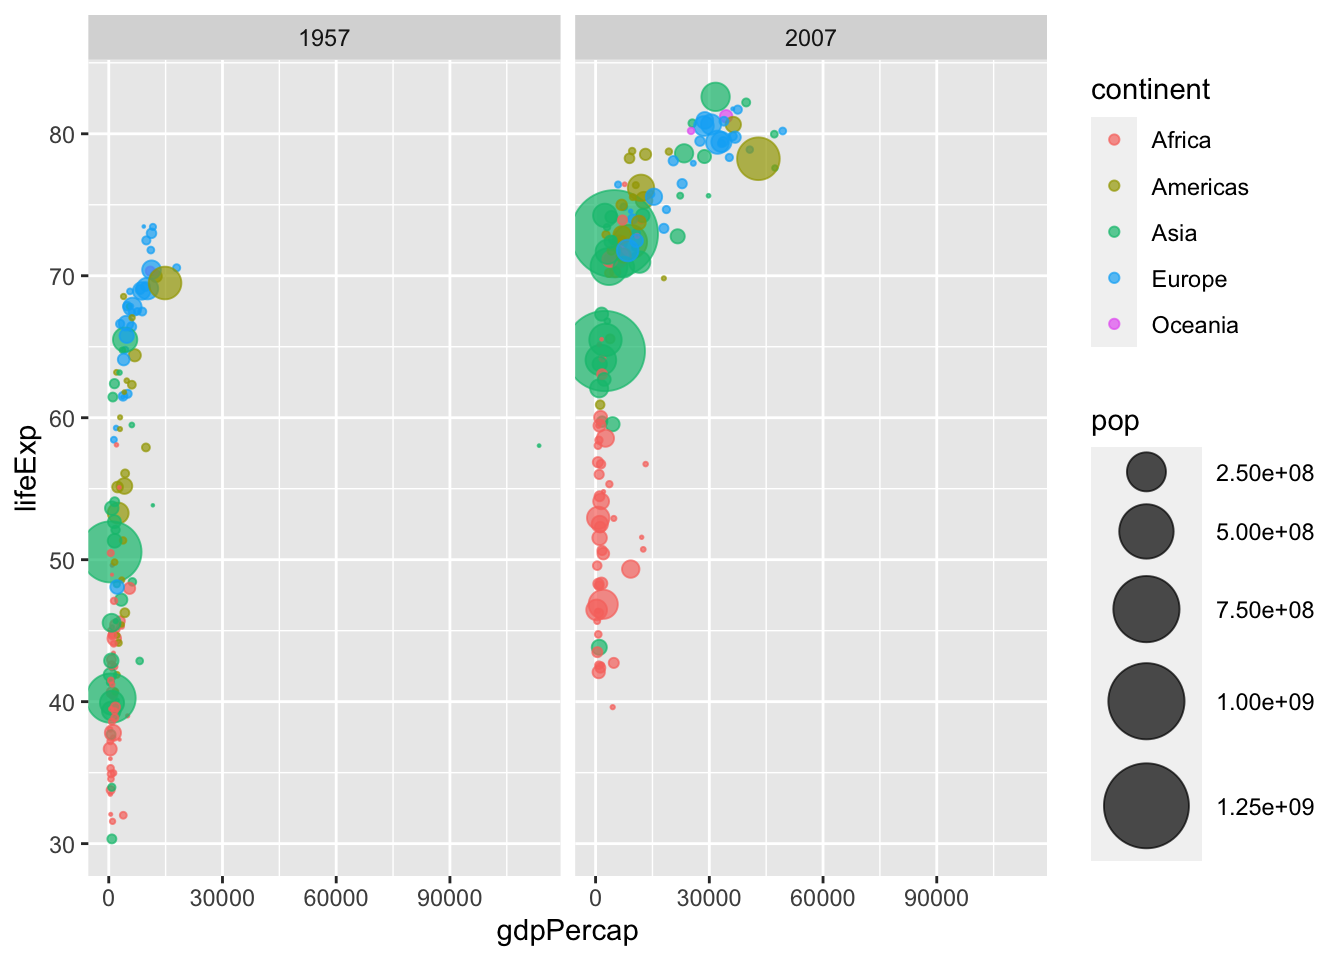 1957
2007
lifeExp
80
70
60
50
40
30
0
30000
60000
90000
0
30000
60000
90000
gdpPercap
continent
Africa
Americas
Asia
Europe
Oceania
pop
2.50e+08
5.00e+08
7.50e+08
1.00e+09
1.25e+09